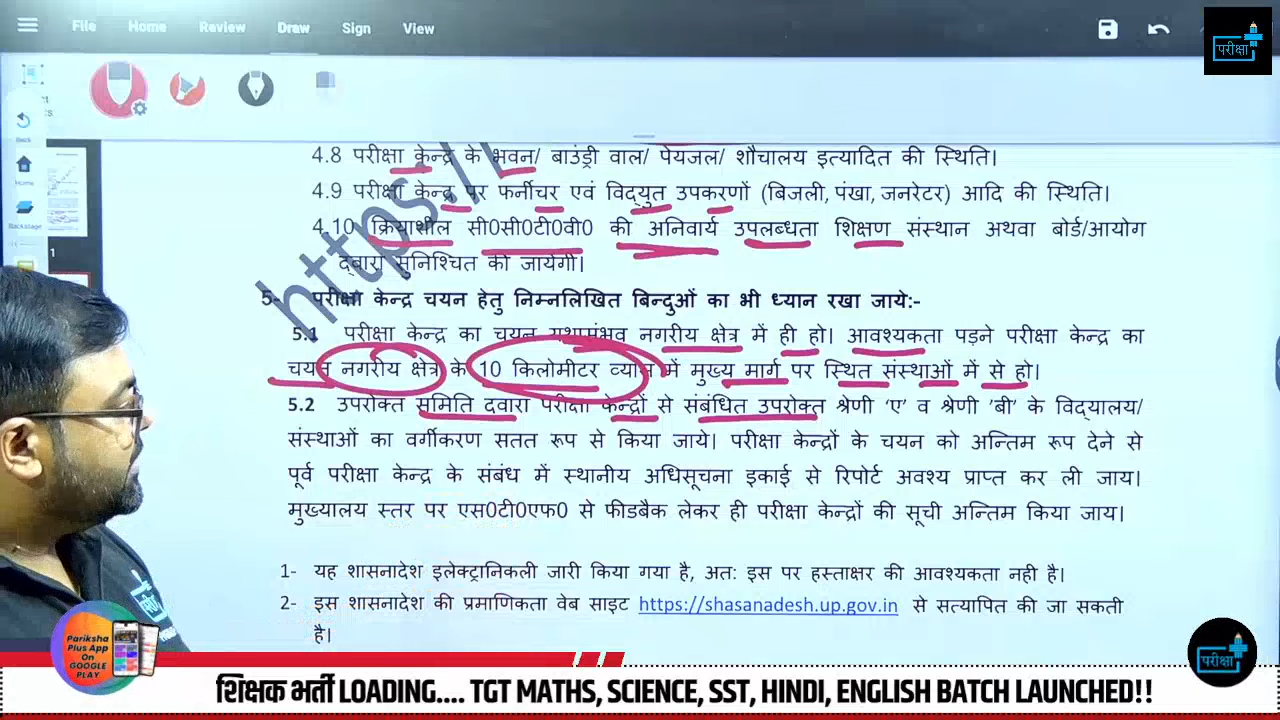 File Home Review Draw Sign View
परीक्षा
Back
Home
Backstage
1
https:/
4.8 परीक्षा केन्द्र के भवन/ बाउंड्री वाल/ पेयजल/ शौचालय इत्यादित की स्थिति।
4.9 परीक्षा केन्द्र पर फर्नीचर एवं विद्युत उपकरणों (बिजली, पंखा, जनरेटर) आदि की स्थिति।
4.10 क्रियाशील सी0सी0टी0वी0 की अनिवार्य उपलब्धता शिक्षण संस्थान अथवा बोर्ड/आयोग
द्वारा सुनिश्चित की जायेगी।
5- परीक्षा केन्द्र चयन हेतु निम्नलिखित बिन्दुओं का भी ध्यान रखा जाये:-
5.1 परीक्षा केन्द्र का चयन यथासंभव नगरीय क्षेत्र में ही हो। आवश्यकता पड़ने परीक्षा केन्द्र का
चयन नगरीय क्षेत्र के 10 किलोमीटर व्यास में मुख्य मार्ग पर स्थित संस्थाओं में से हो।
5.2 उपरोक्त समिति द्वारा परीक्षा केन्द्रों से संबंधित उपरोक्त श्रेणी ‘ए’ व श्रेणी ’बी’ के विद्यालय/
संस्थाओं का वर्गीकरण सतत रूप से किया जाये। परीक्षा केन्द्रों के चयन को अन्तिम रूप देने से
पूर्व परीक्षा केन्द्र के संबंध में स्थानीय अधिसूचना इकाई से रिपोर्ट अवश्य प्राप्त कर ली जाय।
मुख्यालय स्तर पर एस0टी0एफ0 से फीडबैक लेकर ही परीक्षा केन्द्रों की सूची अन्तिम किया जाय।
1- यह शासनादेश इलेक्ट्रानिकली जारी किया गया है, अत: इस पर हस्ताक्षर की आवश्यकता नही है।
2- इस शासनादेश की प्रमाणिकता वेब साइट https://shasanadesh.up.gov.in से सत्यापित की जा सकती
है।
Pariksha
Plus App
On
GOOGLE
PLAY
परीक्षा
शिक्षक भर्ती LOADING.... TGT MATHS, SCIENCE, SST, HINDI, ENGLISH BATCH LAUNCHED!!